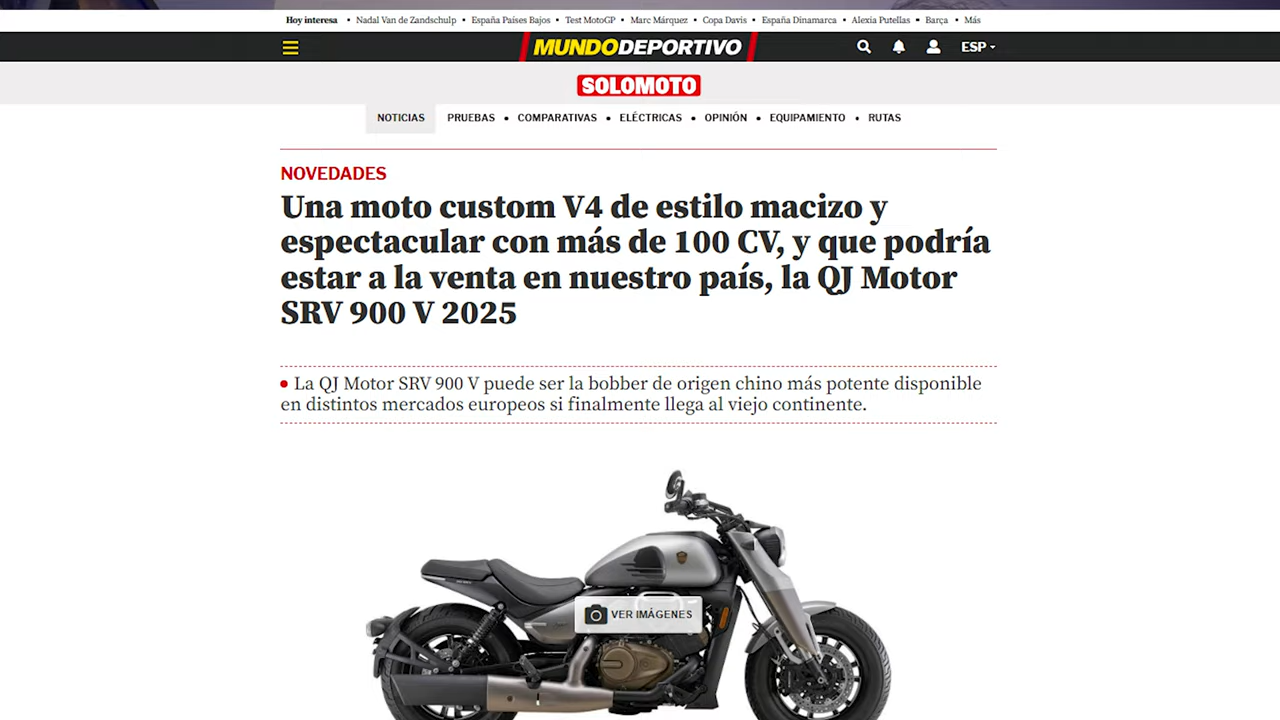 Hoy interesa • Nadal Van de Zandschulp • España Países Bajos • Test MotoGP • Marc Márquez • Copa Davis • España Dinamarca • Alexia Putellas • Barça • Más
MUNDODEPORTIVO
ESP
SOLOMOTO
NOTICIAS PRUEBAS • COMPARATIVAS • ELÉCTRICAS • OPINIÓN • EQUIPAMIENTO • RUTAS
NOVEDADES
Una moto custom V4 de estilo macizo y
espectacular con más de 100 CV, y que podría
estar a la venta en nuestro país, la QJ Motor
SRV 900 V 2025
• La QJ Motor SRV 900 V puede ser la bobber de origen chino más potente disponible
en distintos mercados europeos si finalmente llega al viejo continente.
VER IMÁGENES